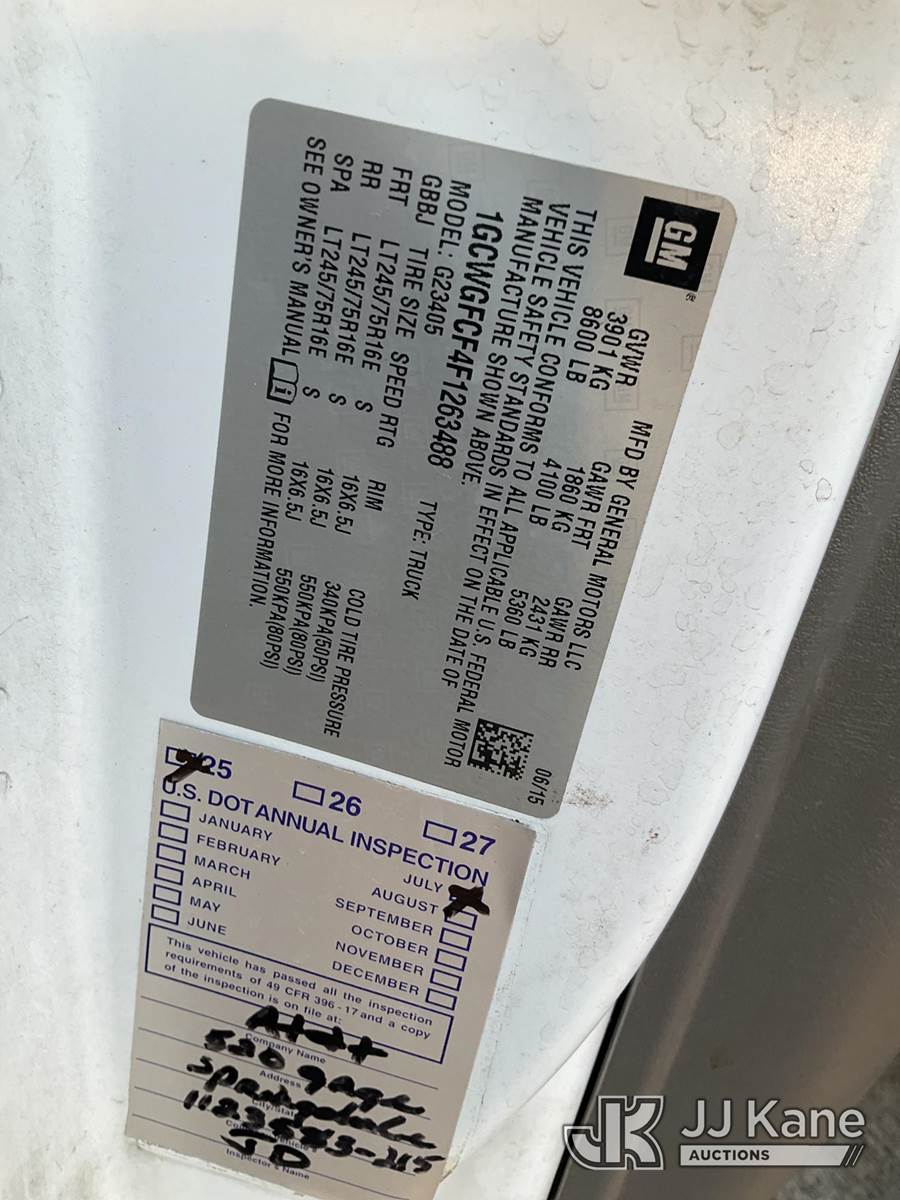 GM ®
MFD BY GENERAL MOTORS LLC
GVWR GAWR FRT GAWR RR
3901 KG 1860 KG 2431 KG
8600 LB 4100 LB 5360 LB
THIS VEHICLE CONFORMS TO ALL APPLICABLE U.S. FEDERAL MOTOR
VEHICLE SAFETY STANDARDS IN EFFECT ON THE DATE OF
MANUFACTURE SHOWN ABOVE
06/15
1GCWGFCF4F1263488 TYPE: TRUCK
MODEL: G23405
GBBJ TIRE SIZE SPEED RTG RIM COLD TIRE PRESSURE
FRT LT245/75R16E S 16X6.5J 340KPA(50PSI)
RR LT245/75R16E S 16X6.5J 550KPA(80PSI)
SPA LT245/75R16E S 16X6.5J 550KPA(80PSI)
SEE OWNER'S MANUAL i FOR MORE INFORMATION.
25 26 27
U.S. DOT ANNUAL INSPECTION
JANUARY JULY
FEBRUARY AUGUST
MARCH SEPTEMBER
APRIL OCTOBER
MAY NOVEMBER
JUNE DECEMBER
This vehicle has passed all the inspection
requirements of 49 CFR 396-17 and a copy
of the inspection is on file at:
At&t
Company Name
Address
Springdale
Inspector's Name
JD
JK JJ Kane
AUCTIONS